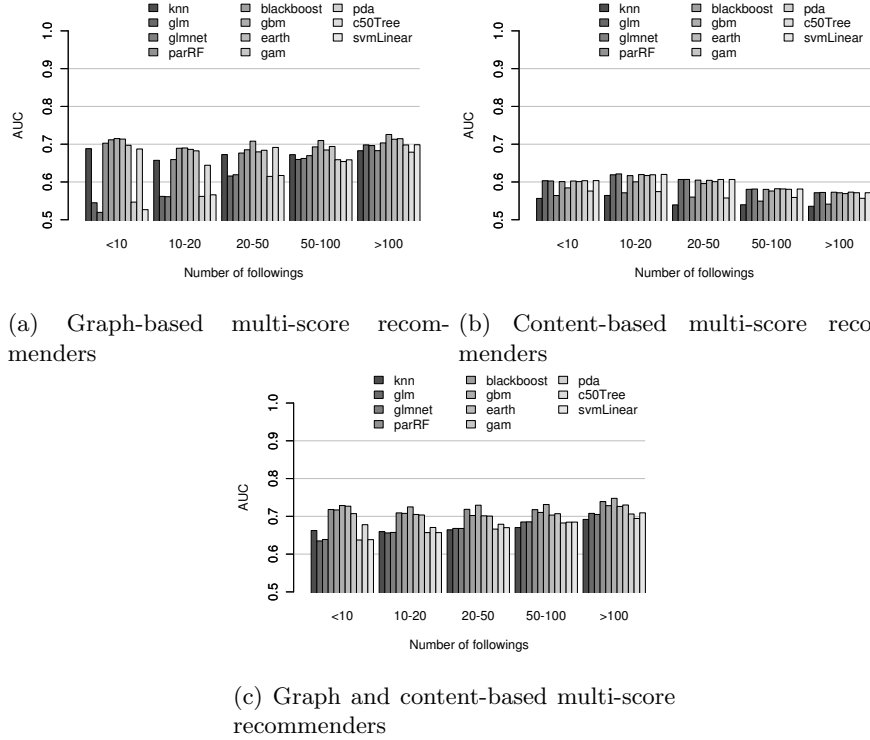 knn blackboost pda
glm gbm c50Tree
glmnet earth svmLinear
parRF gam
1.0
0.9
0.8
0.7
0.6
0.5
AUC
<10 10-20 20-50 50-100 >100
Number of followings
(a) Graph-based multi-score recom-
menders
knn blackboost pda
glm gbm c50Tree
glmnet earth svmLinear
parRF gam
1.0
0.9
0.8
0.7
0.6
0.5
AUC
<10 10-20 20-50 50-100 >100
Number of followings
(b) Content-based multi-score reco
menders
knn blackboost pda
glm gbm c50Tree
glmnet earth svmLinear
parRF gam
1.0
0.9
0.8
0.7
0.6
0.5
AUC
<10 10-20 20-50 50-100 >100
Number of followings
(c) Graph and content-based multi-score
recommenders